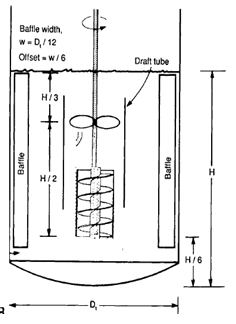 Baffle width,
w = Dₜ / 12
Offset = w / 6
Draft tube
H / 3
H / 2
Baffle
Baffle
H
H / 6
Dₜ